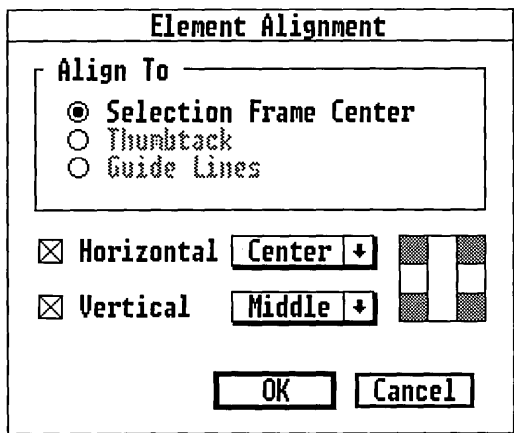 Element Alignment
Align To
Selection Frame Center
Thumbtack
Guide Lines
Horizontal Center
Vertical Middle
OK Cancel